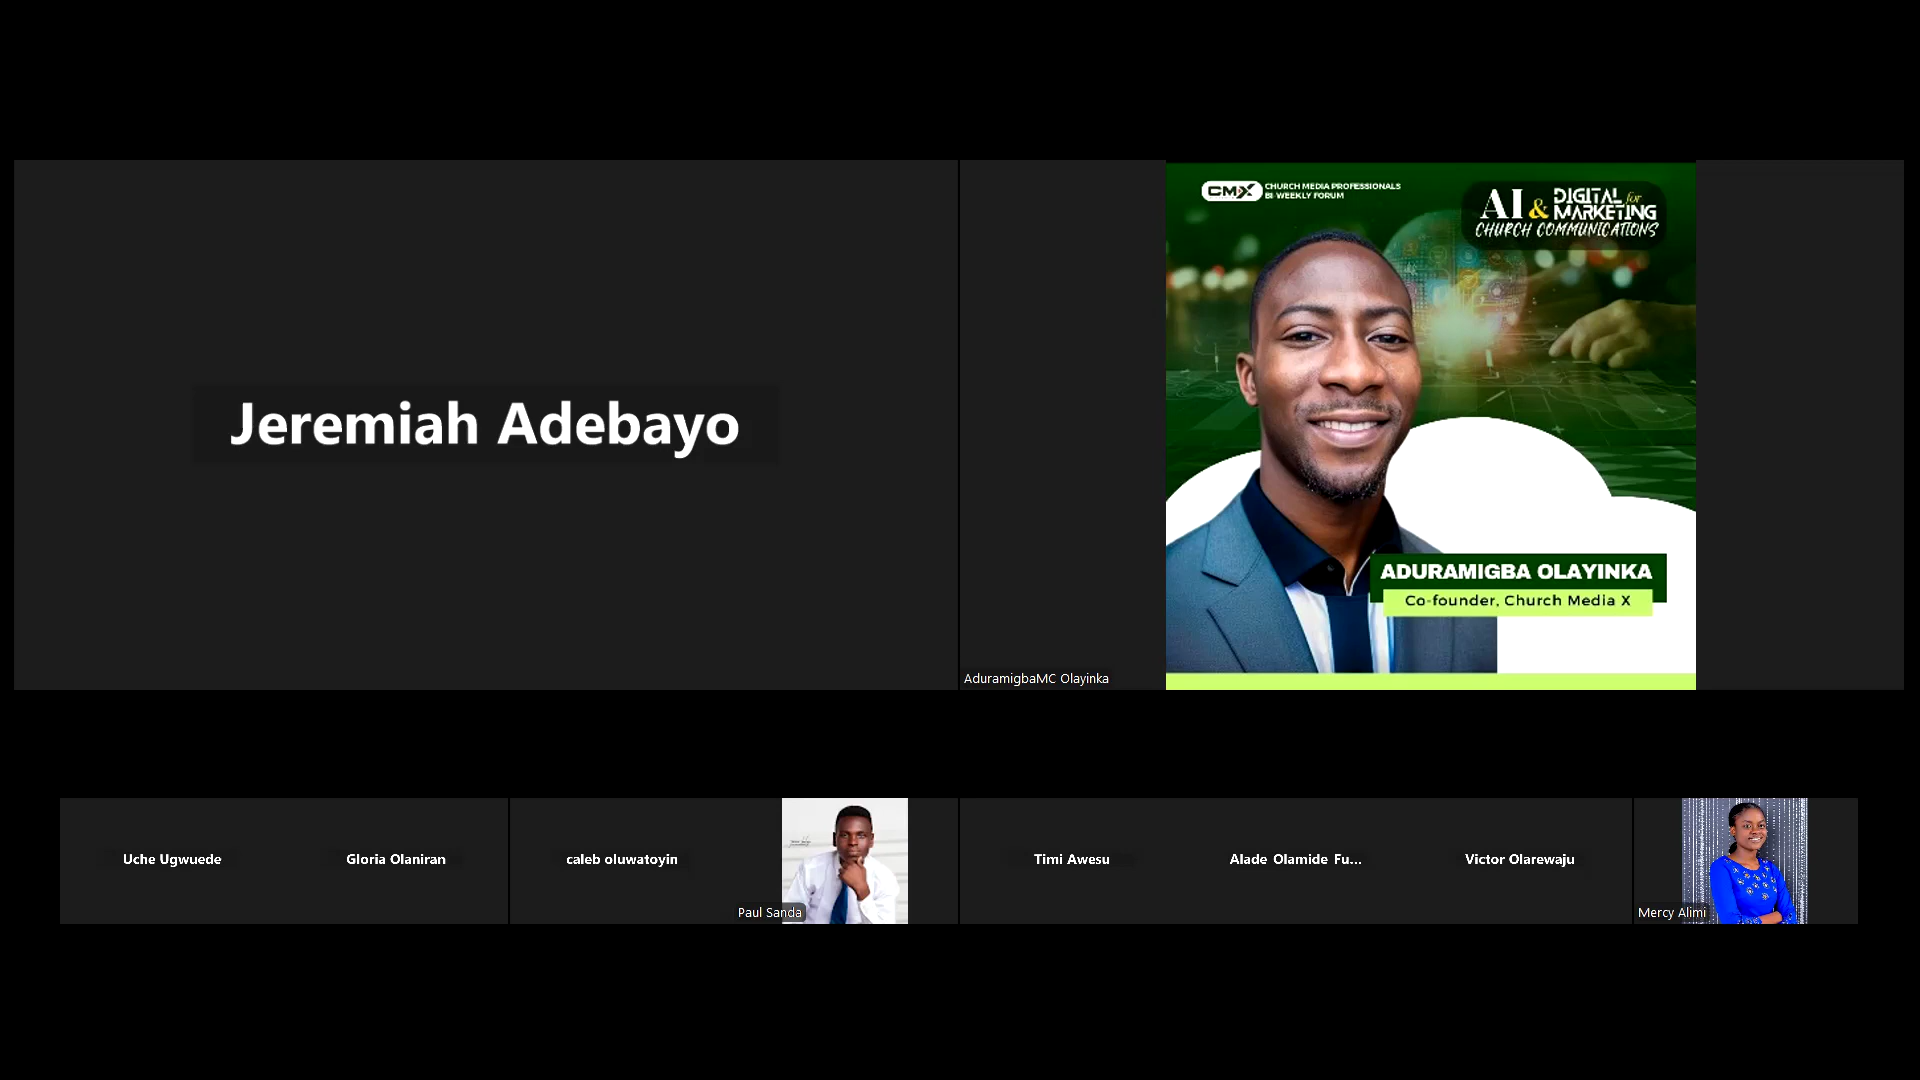 Jeremiah Adebayo
CMX
CHURCH MEDIA PROFESSIONALS
BI-WEEKLY FORUM
AI & DIGITAL for
MARKETING
CHURCH COMMUNICATIONS
ADURAMIGBA OLAYINKA
Co-founder, Church Media X
AduramigbaMC Olayinka
Uche Ugwuede
Gloria Olaniran
caleb oluwatoyin
Paul Sanda
Timi Awesu
Alade Olamide Fu...
Victor Olarewaju
Mercy Alimi